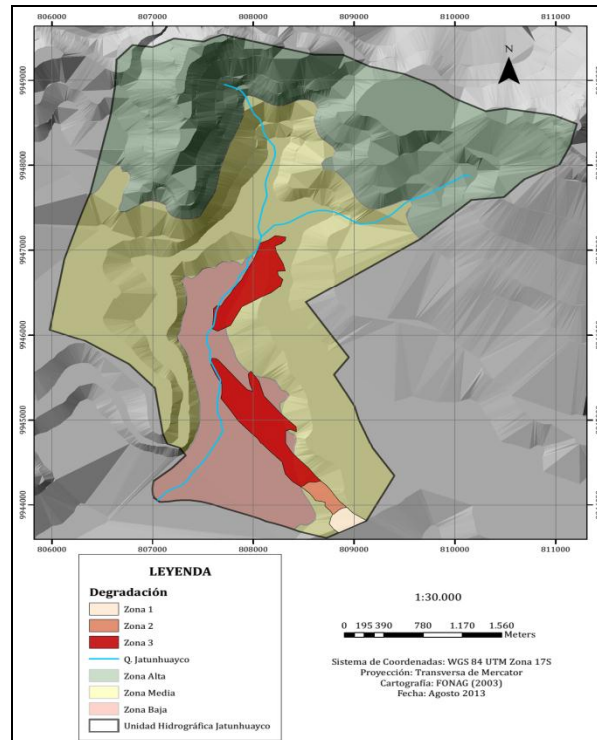 806000 807000 808000 809000 810000 811000
N
9949000
9948000
9947000
9946000
9945000
9944000
806000 807000 808000 809000 810000 811000
LEYENDA
Degradación
Zona 1
Zona 2
Zona 3
Q. Jatunhuayco
Zona Alta
Zona Media
Zona Baja
Unidad Hidrográfica Jatunhuayco
1:30.000
0 195 390 780 1.170 1.560
Meters
Sistema de Coordenadas: WGS 84 UTM Zona 17S
Proyección: Transversa de Mercator
Cartografía: FONAG (2003)
Fecha: Agosto 2013